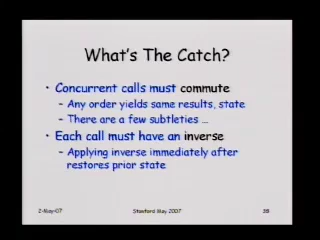 What's The Catch?
• Concurrent calls must commute
– Any order yields same results, state
– There are a few subtleties ...
• Each call must have an inverse
– Applying inverse immediately after
restores prior state
2-May-07
Stanford May 2007
38